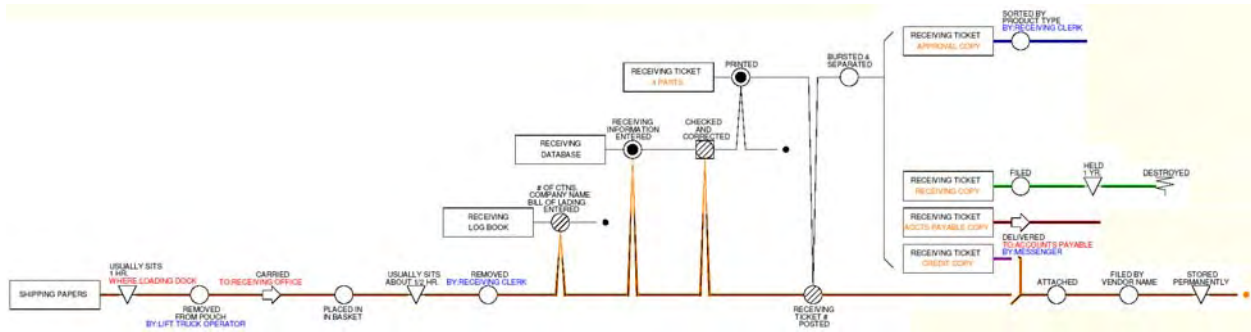 SHIPPING PAPERS
USUALLY SITS
1 HR.
WHERE:LOADING DOCK
REMOVED
FROM POUCH
BY:LIFT TRUCK OPERATOR
CARRIED
TO:RECEIVING OFFICE
PLACED IN
IN BASKET
USUALLY SITS
ABOUT 1/2 HR.
REMOVED
BY:RECEIVING CLERK
RECEIVING
LOG BOOK
# OF CTNS.
COMPANY NAME
BILL OF LADING
ENTERED
RECEIVING
DATABASE
RECEIVING
INFORMATION
ENTERED
CHECKED
AND
CORRECTED
RECEIVING TICKET
4 PARTS
PRINTED
RECEIVING
TICKET #
POSTED
BURSTED &
SEPARATED
RECEIVING TICKET
APPROVAL COPY
SORTED BY
PRODUCT TYPE
BY:RECEIVING CLERK
RECEIVING TICKET
RECEIVING COPY
FILED
HELD
1 YR.
DESTROYED
RECEIVING TICKET
ACCTS PAYABLE COPY
DELIVERED
TO:ACCOUNTS PAYABLE
BY:MESSENGER
RECEIVING TICKET
CREDIT COPY
ATTACHED
FILED BY
VENDOR NAME
STORED
PERMANENTLY